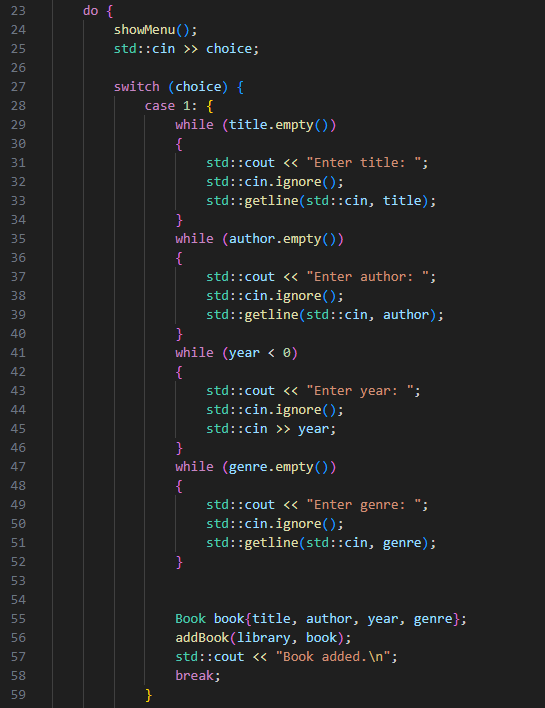 23 do {
24 showMenu();
25 std::cin >> choice;
26
27 switch (choice) {
28 case 1: {
29 while (title.empty())
30 {
31 std::cout << "Enter title: ";
32 std::cin.ignore();
33 std::getline(std::cin, title);
34 }
35 while (author.empty())
36 {
37 std::cout << "Enter author: ";
38 std::cin.ignore();
39 std::getline(std::cin, author);
40 }
41 while (year < 0)
42 {
43 std::cout << "Enter year: ";
44 std::cin.ignore();
45 std::cin >> year;
46 }
47 while (genre.empty())
48 {
49 std::cout << "Enter genre: ";
50 std::cin.ignore();
51 std::getline(std::cin, genre);
52 }
53
54
55 Book book{title, author, year, genre};
56 addBook(library, book);
57 std::cout << "Book added.\n";
58 break;
59 }